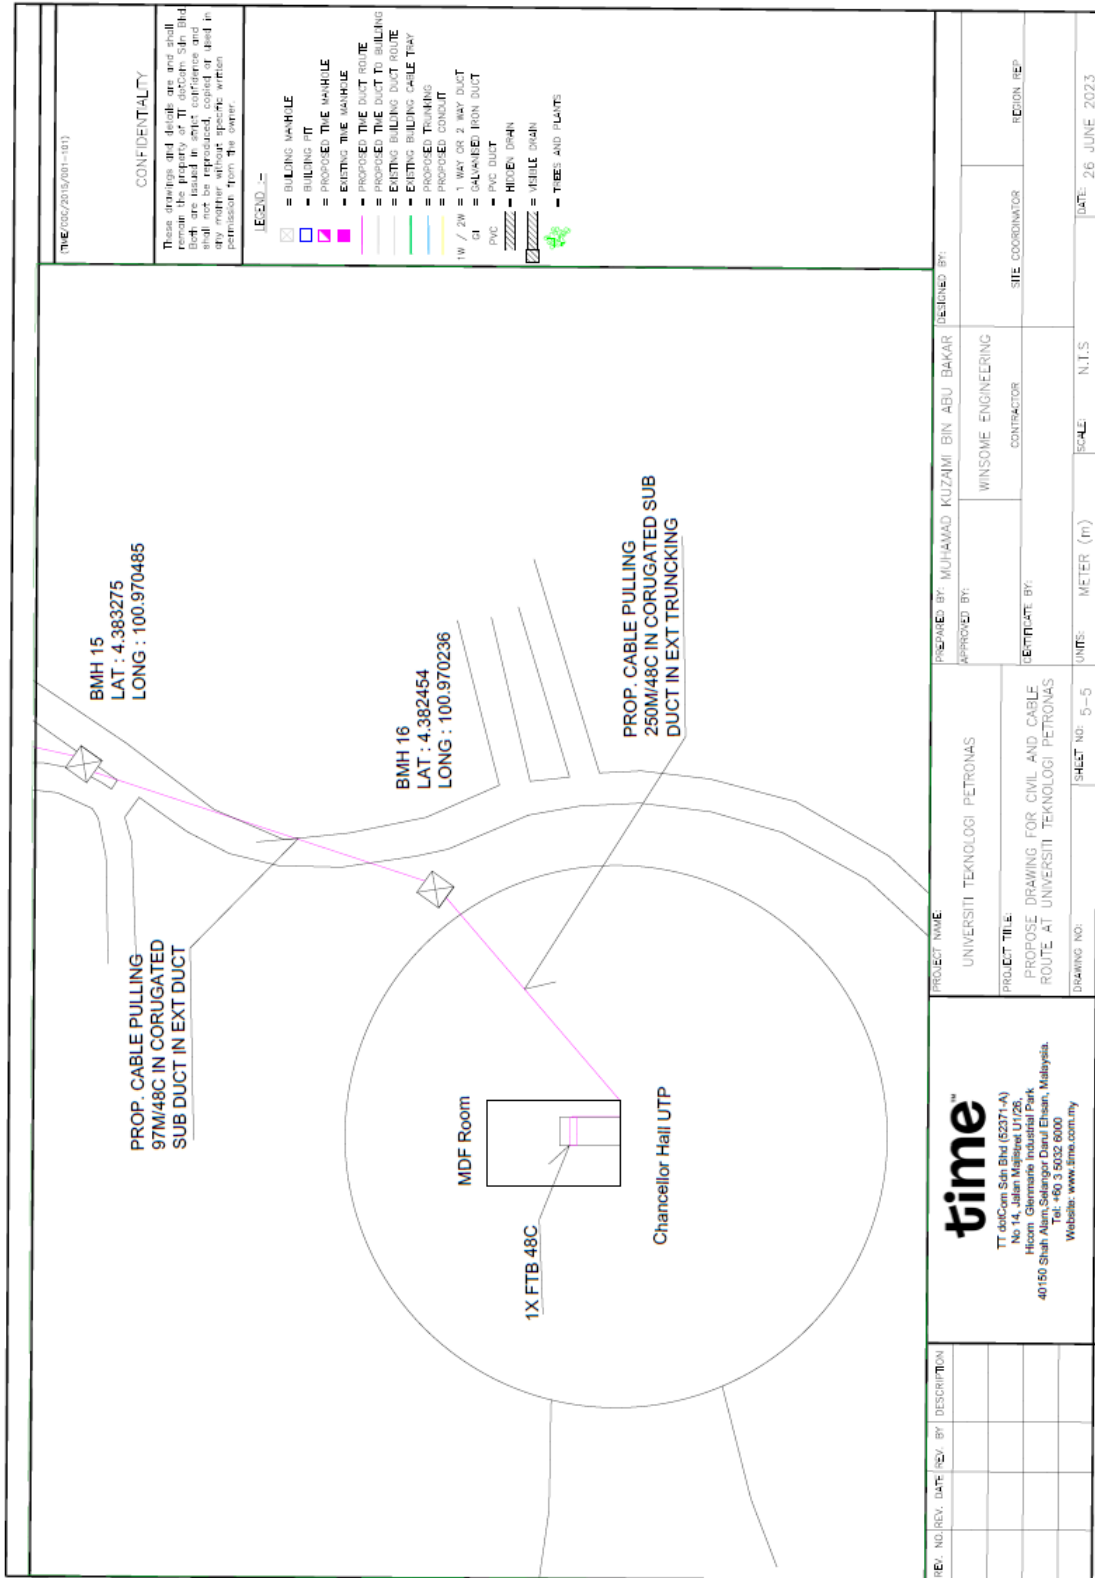 (TIME/COC/2015/001-101)
CONFIDENTIALITY
These drawings and details are and shall
remain the property of TT dotCom Sdn Bhd.
Both are issued in strict confidence and
shall not be reproduced, copied or used in
any matter without specific written
permission from the owner.
LEGEND :-
= BUILDING MANHOLE
= BUILDING PIT
= PROPOSED TIME MANHOLE
= EXISTING TIME MANHOLE
= PROPOSED TIME DUCT ROUTE
= PROPOSED TIME DUCT TO BUILDING
= EXISTING BUILDING DUCT ROUTE
= EXISTING BUILDING CABLE TRAY
= PROPOSED TRUNKING
= PROPOSED CONDUIT
1W / 2W = 1 WAY OR 2 WAY DUCT
GI = GALVANISED IRON DUCT
PVC = PVC DUCT
= HIDDEN DRAIN
= VISIBLE DRAIN
= TREES AND PLANTS
BMH 15
LAT : 4.383275
LONG : 100.970485
PROP. CABLE PULLING
97M/48C IN CORUGATED
SUB DUCT IN EXT DUCT
BMH 16
LAT : 4.382454
LONG : 100.970236
PROP. CABLE PULLING
250M/48C IN CORUGATED SUB
DUCT IN EXT TRUNCKING
MDF Room
1X FTB 48C
Chancellor Hall UTP
REV. NO. REV. DATE REV. BY DESCRIPTION
time™
TT dotCom Sdn Bhd (52371-A)
No 14, Jalan Majistret U1/26,
Hicom Glenmarie Industrial Park
40150 Shah Alam,Selangor Darul Ehsan, Malaysia.
Tel: +60 3 5032 6000
Website: www.time.com.my
PROJECT NAME:
UNIVERSITI TEKNOLOGI PETRONAS
PROJECT TITLE:
PROPOSE DRAWING FOR CIVIL AND CABLE
ROUTE AT UNIVERSITI TEKNOLOGI PETRONAS
DRAWING NO:
SHEET NO: 5-5
PREPARED BY: MUHAMAD KUZAIMI BIN ABU BAKAR
DESIGNED BY:
APPROVED BY:
WINSOME ENGINEERING
CERTIFICATE BY:
CONTRACTOR
SITE COORDINATOR
REGION REP
UNITS: METER (m)
SCALE: N.T.S
DATE: 26 JUNE 2023